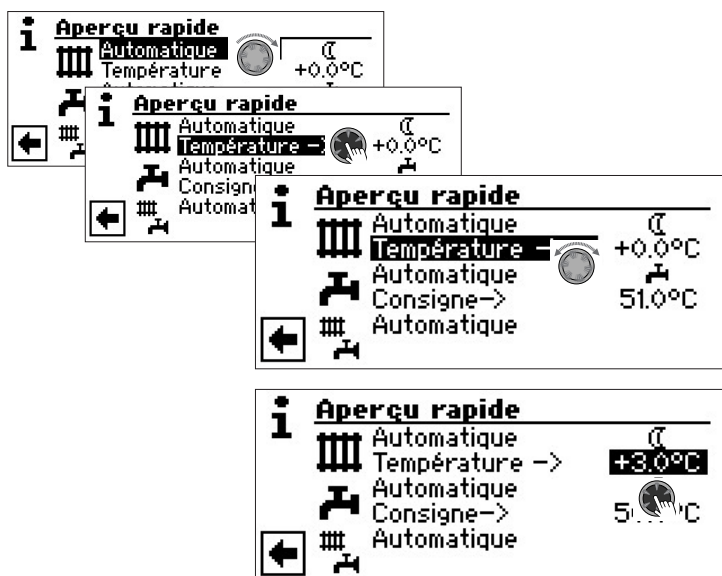 i Aperçu rapide
Automatique
Température +0.0°C
i Aperçu rapide
Automatique
Température -> +0.0°C
Automatique
Automat
i Aperçu rapide
Automatique
Température - +0.0°C
Automatique
Consigne-> 51.0°C
Automatique
i Aperçu rapide
Automatique
Température -> +3.0°C
Automatique
Consigne->
Automatique